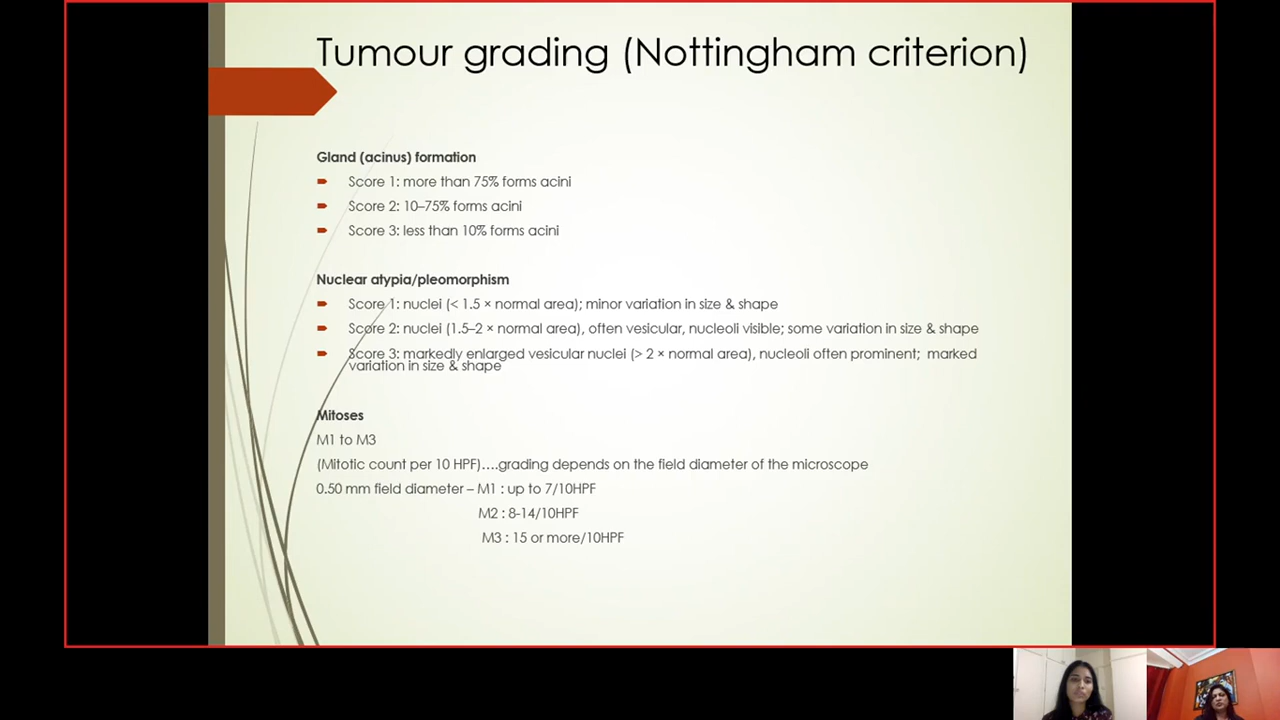 Tumour grading (Nottingham criterion)
Gland (acinus) formation
Score 1: more than 75% forms acini
Score 2: 10–75% forms acini
Score 3: less than 10% forms acini
Nuclear atypia/pleomorphism
Score 1: nuclei (< 1.5 × normal area); minor variation in size & shape
Score 2: nuclei (1.5–2 × normal area), often vesicular, nucleoli visible; some variation in size & shape
Score 3: markedly enlarged vesicular nuclei (> 2 × normal area), nucleoli often prominent; marked
variation in size & shape
Mitoses
M1 to M3
(Mitotic count per 10 HPF)....grading depends on the field diameter of the microscope
0.50 mm field diameter – M1 : up to 7/10HPF
M2 : 8-14/10HPF
M3 : 15 or more/10HPF